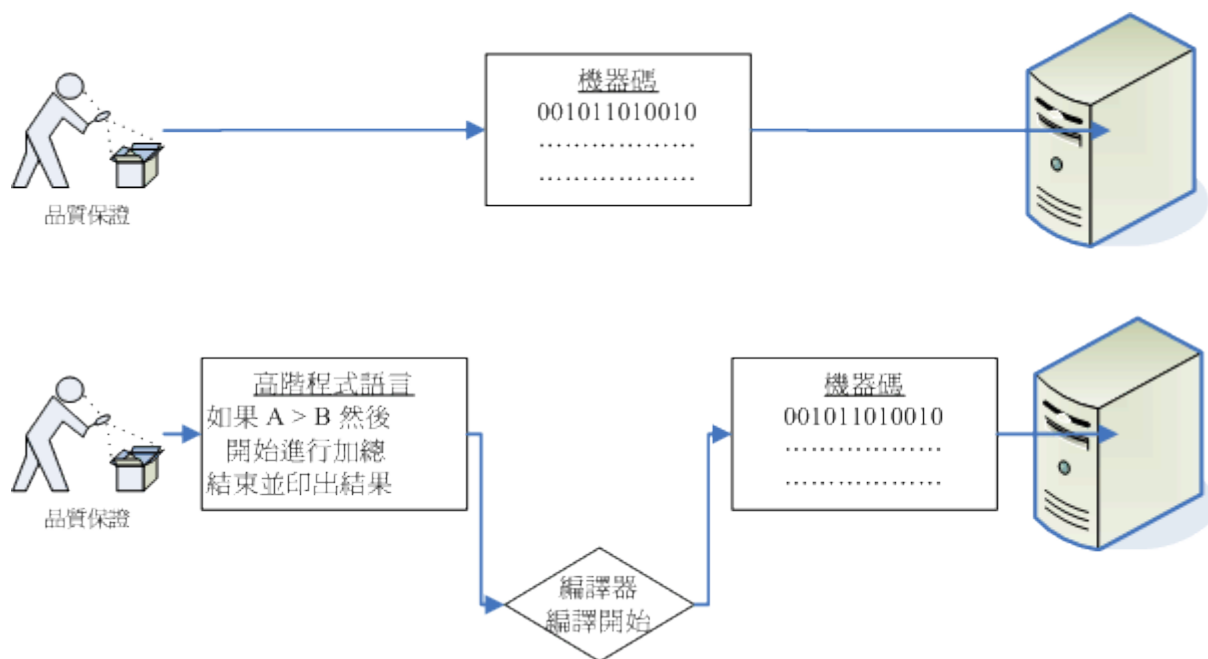 機器碼
001011010010
………………
………………
品質保證
高階程式語言
如果 A > B 然後
開始進行加總
結束並印出結果
機器碼
001011010010
………………
………………
品質保證
編譯器
編譯開始